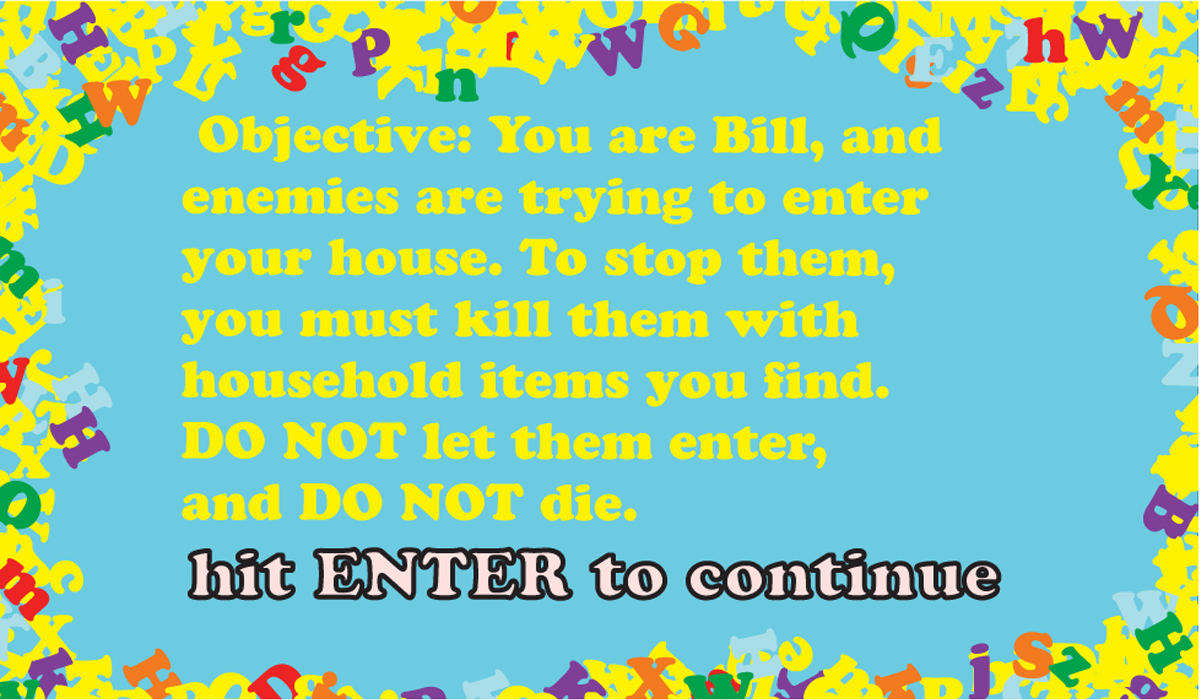 Objective: You are Bill, and
enemies are trying to enter
your house. To stop them,
you must kill them with
household items you find.
DO NOT let them enter,
and DO NOT die.
hit ENTER to continue